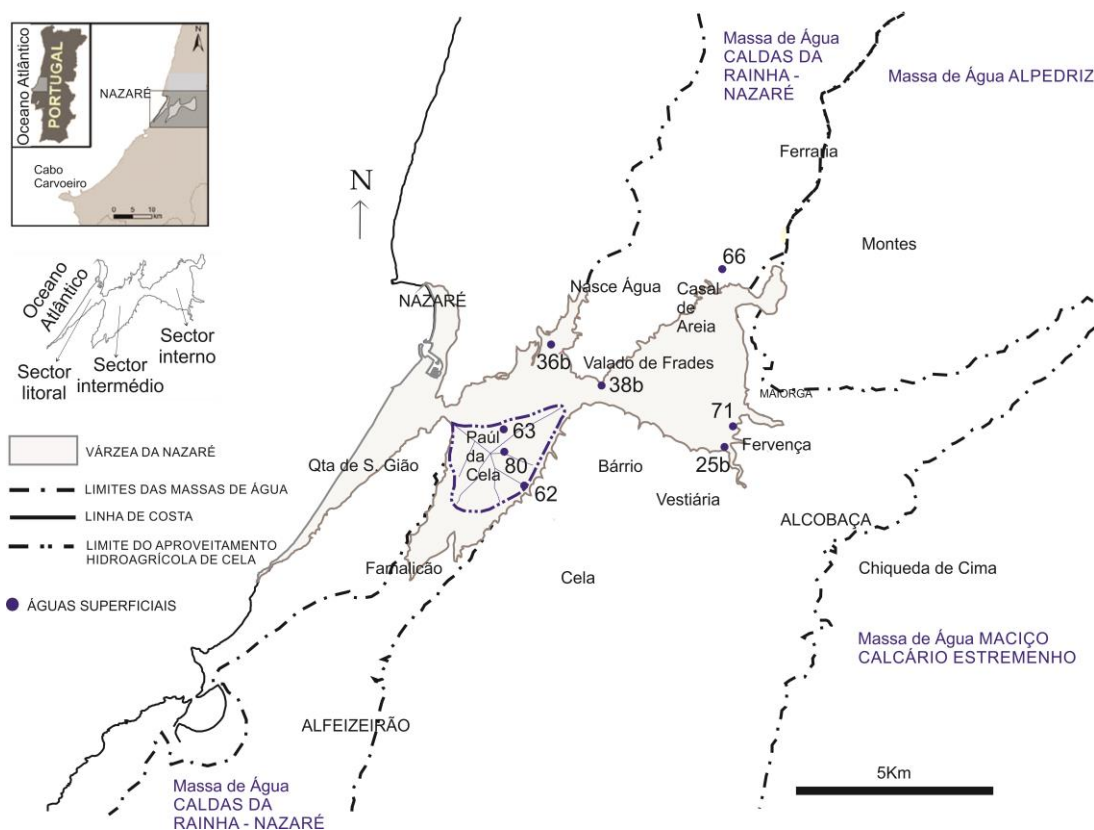 Oceano Atlântico
PORTUGAL
N
NAZARÉ
Cabo
Carvoeiro
0 5 10
km
Oceano
Atlântico
Sector
interno
Sector
intermédio
Sector
litoral
VÁRZEA DA NAZARÉ
LIMITES DAS MASSAS DE ÁGUA
LINHA DE COSTA
LIMITE DO APROVEITAMENTO
HIDROAGRÍCOLA DE CELA
ÁGUAS SUPERFICIAIS
N
Massa de Água
CALDAS DA
RAINHA -
NAZARÉ
Massa de Água ALPEDRIZ
Ferraria
Montes
66
Nasce Água
Casal
de
Areia
NAZARÉ
36b
Valado de Frades
38b
MAIORGA
71
Fervença
25b
63
Paúl
da
Cela
80
62
Qta de S. Gião
Bárrio
Vestiária
ALCOBAÇA
Famalicão
Cela
Chiqueda de Cima
Massa de Água MACIÇO
CALCÁRIO ESTREMENHO
ALFEIZEIRÃO
Massa de Água
CALDAS DA
RAINHA - NAZARÉ
5Km